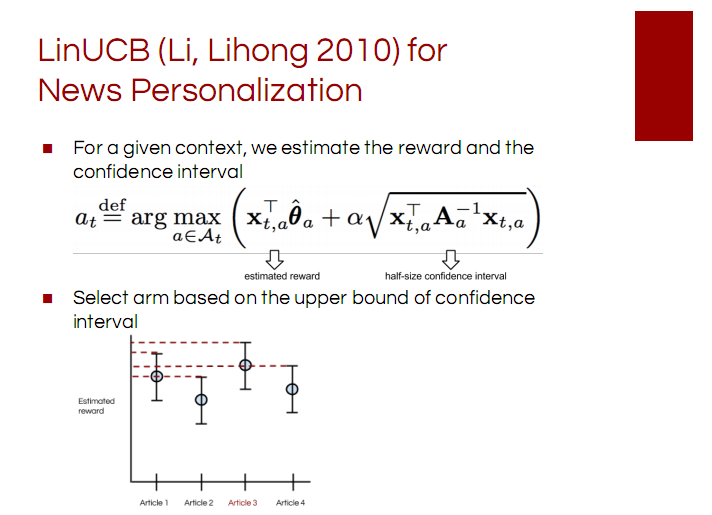 LinUCB (Li, Lihong 2010) for
News Personalization
For a given context, we estimate the reward and the
confidence interval
a_t \overset{def}{=} \arg\max_{a \in \mathcal{A}_t} \left( \mathbf{x}_{t,a}^{\top} \hat{\boldsymbol{\theta}}_a + \alpha \sqrt{\mathbf{x}_{t,a}^{\top} \mathbf{A}_a^{-1} \mathbf{x}_{t,a}} \right)
estimated reward half-size confidence interval
Select arm based on the upper bound of confidence
interval
Estimated
reward
Article 1 Article 2 Article 3 Article 4